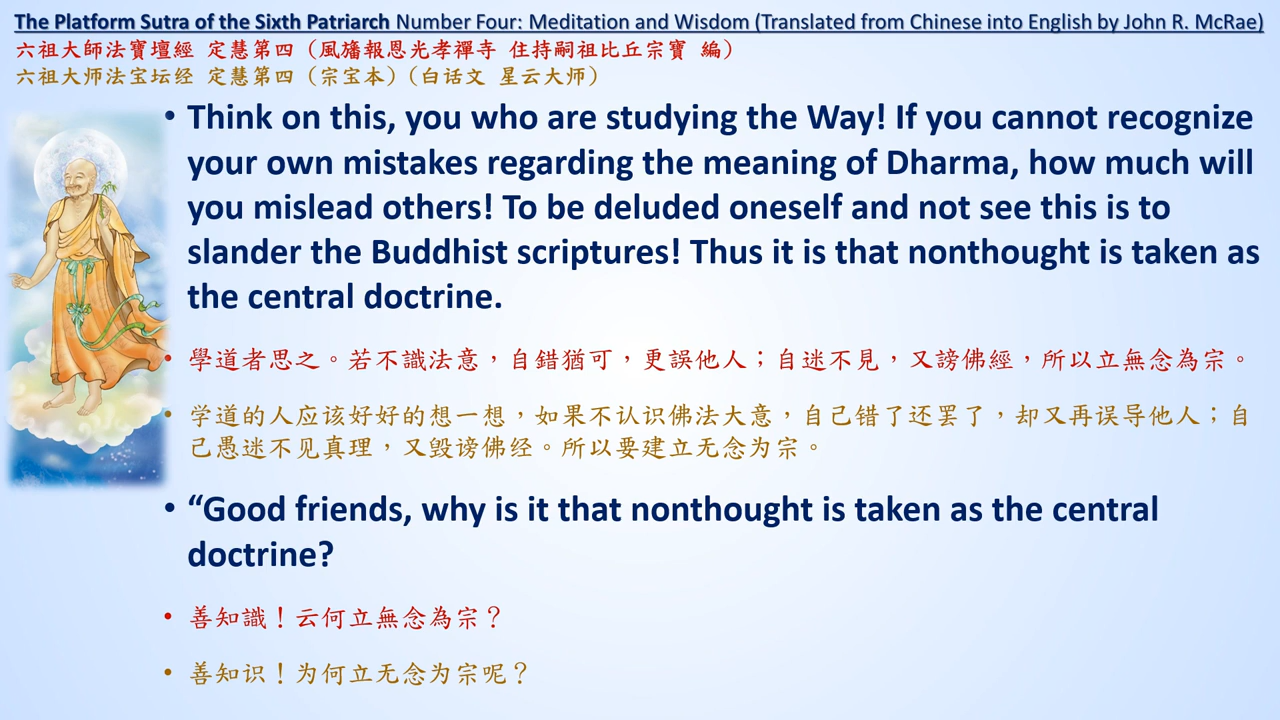 The Platform Sutra of the Sixth Patriarch Number Four: Meditation and Wisdom (Translated from Chinese into English by John R. McRae)
六祖大師法寶壇經 定慧第四（風旛報恩光孝禪寺 住持嗣祖比丘宗寶 編）
六祖大师法宝坛经 定慧第四（宗宝本）（白话文 星云大师）
• Think on this, you who are studying the Way! If you cannot recognize
your own mistakes regarding the meaning of Dharma, how much will
you mislead others! To be deluded oneself and not see this is to
slander the Buddhist scriptures! Thus it is that nonthought is taken as
the central doctrine.
• 學道者思之。若不識法意，自錯猶可，更誤他人；自迷不見，又謗佛經，所以立無念為宗。
• 学道的人应该好好的想一想，如果不认识佛法大意，自己错了还罢了，却又再误导他人；自
己愚迷不见真理，又毁谤佛经。所以要建立无念为宗。
• “Good friends, why is it that nonthought is taken as the central
doctrine?
• 善知識！云何立無念為宗？
• 善知识！为何立无念为宗呢？